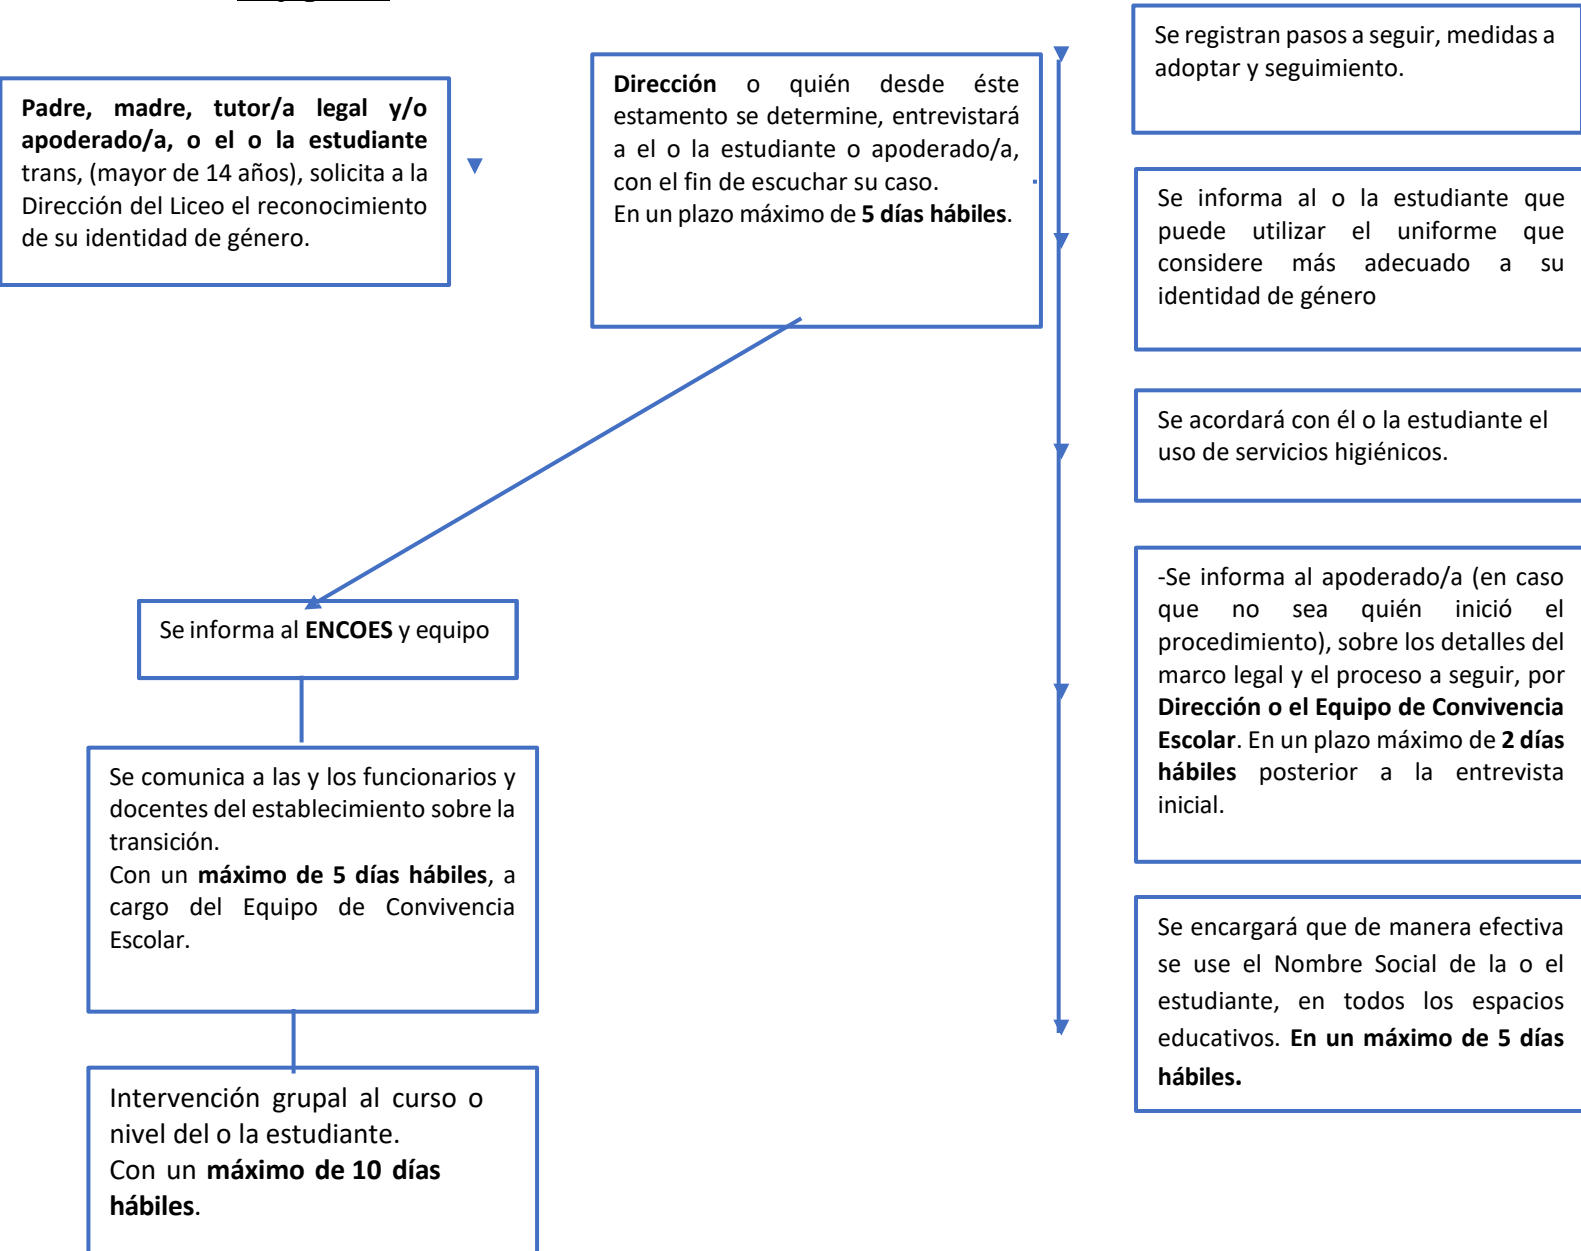 Padre, madre, tutor/a legal y/o
apoderado/a, o el o la estudiante
trans, (mayor de 14 años), solicita a la
Dirección del Liceo el reconocimiento
de su identidad de género.
Dirección o quién desde éste
estamento se determine, entrevistará
a el o la estudiante o apoderado/a,
con el fin de escuchar su caso.
En un plazo máximo de 5 días hábiles.
Se registran pasos a seguir, medidas a
adoptar y seguimiento.
Se informa al o la estudiante que
puede utilizar el uniforme que
considere más adecuado a su
identidad de género
Se acordará con él o la estudiante el
uso de servicios higiénicos.
-Se informa al apoderado/a (en caso
que no sea quién inició el
procedimiento), sobre los detalles del
marco legal y el proceso a seguir, por
Dirección o el Equipo de Convivencia
Escolar. En un plazo máximo de 2 días
hábiles posterior a la entrevista
inicial.
Se encargará que de manera efectiva
se use el Nombre Social de la o el
estudiante, en todos los espacios
educativos. En un máximo de 5 días
hábiles.
Se informa al ENCOES y equipo
Se comunica a las y los funcionarios y
docentes del establecimiento sobre la
transición.
Con un máximo de 5 días hábiles, a
cargo del Equipo de Convivencia
Escolar.
Intervención grupal al curso o
nivel del o la estudiante.
Con un máximo de 10 días
hábiles.